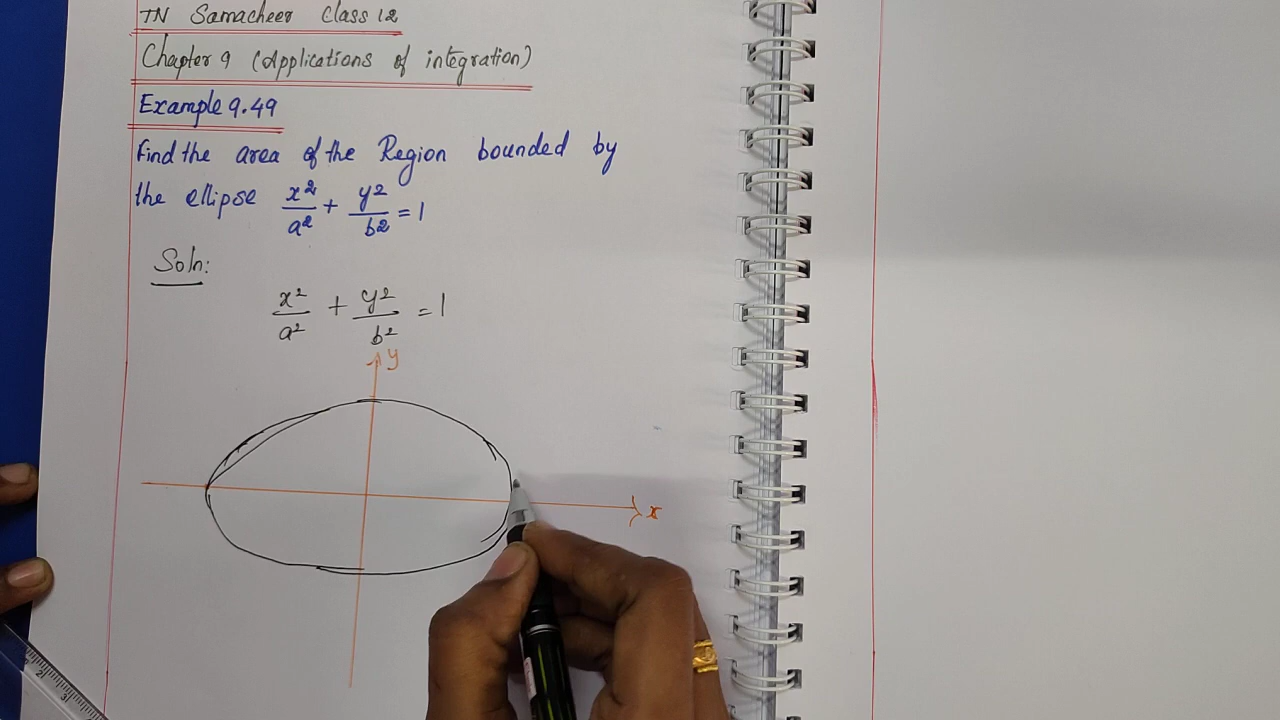 TN Samacheer Class 12
Chapter 9 (Applications of integration)
Example 9.49
Find the area of the Region bounded by
the ellipse x²/a² + y²/b² = 1
Soln:
x²/a² + y²/b² = 1
y
x